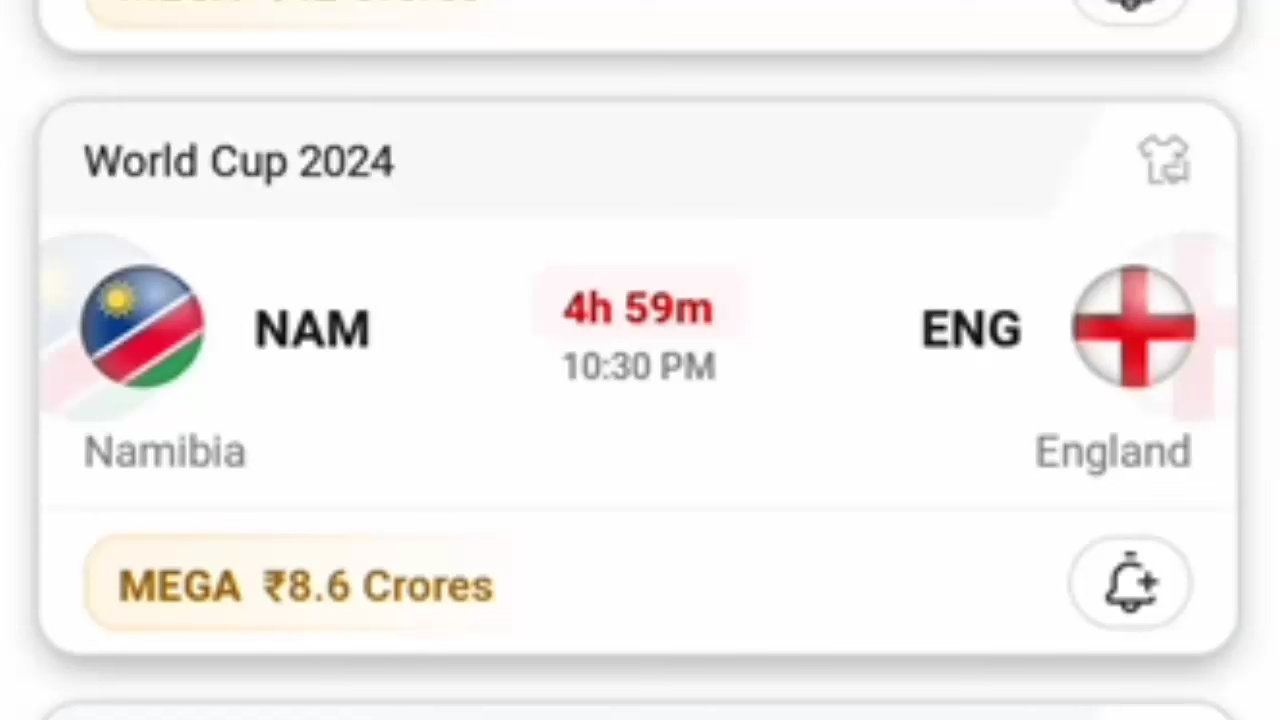 World Cup 2024
NAM
4h 59m
10:30 PM
ENG
Namibia
England
MEGA ₹8.6 Crores